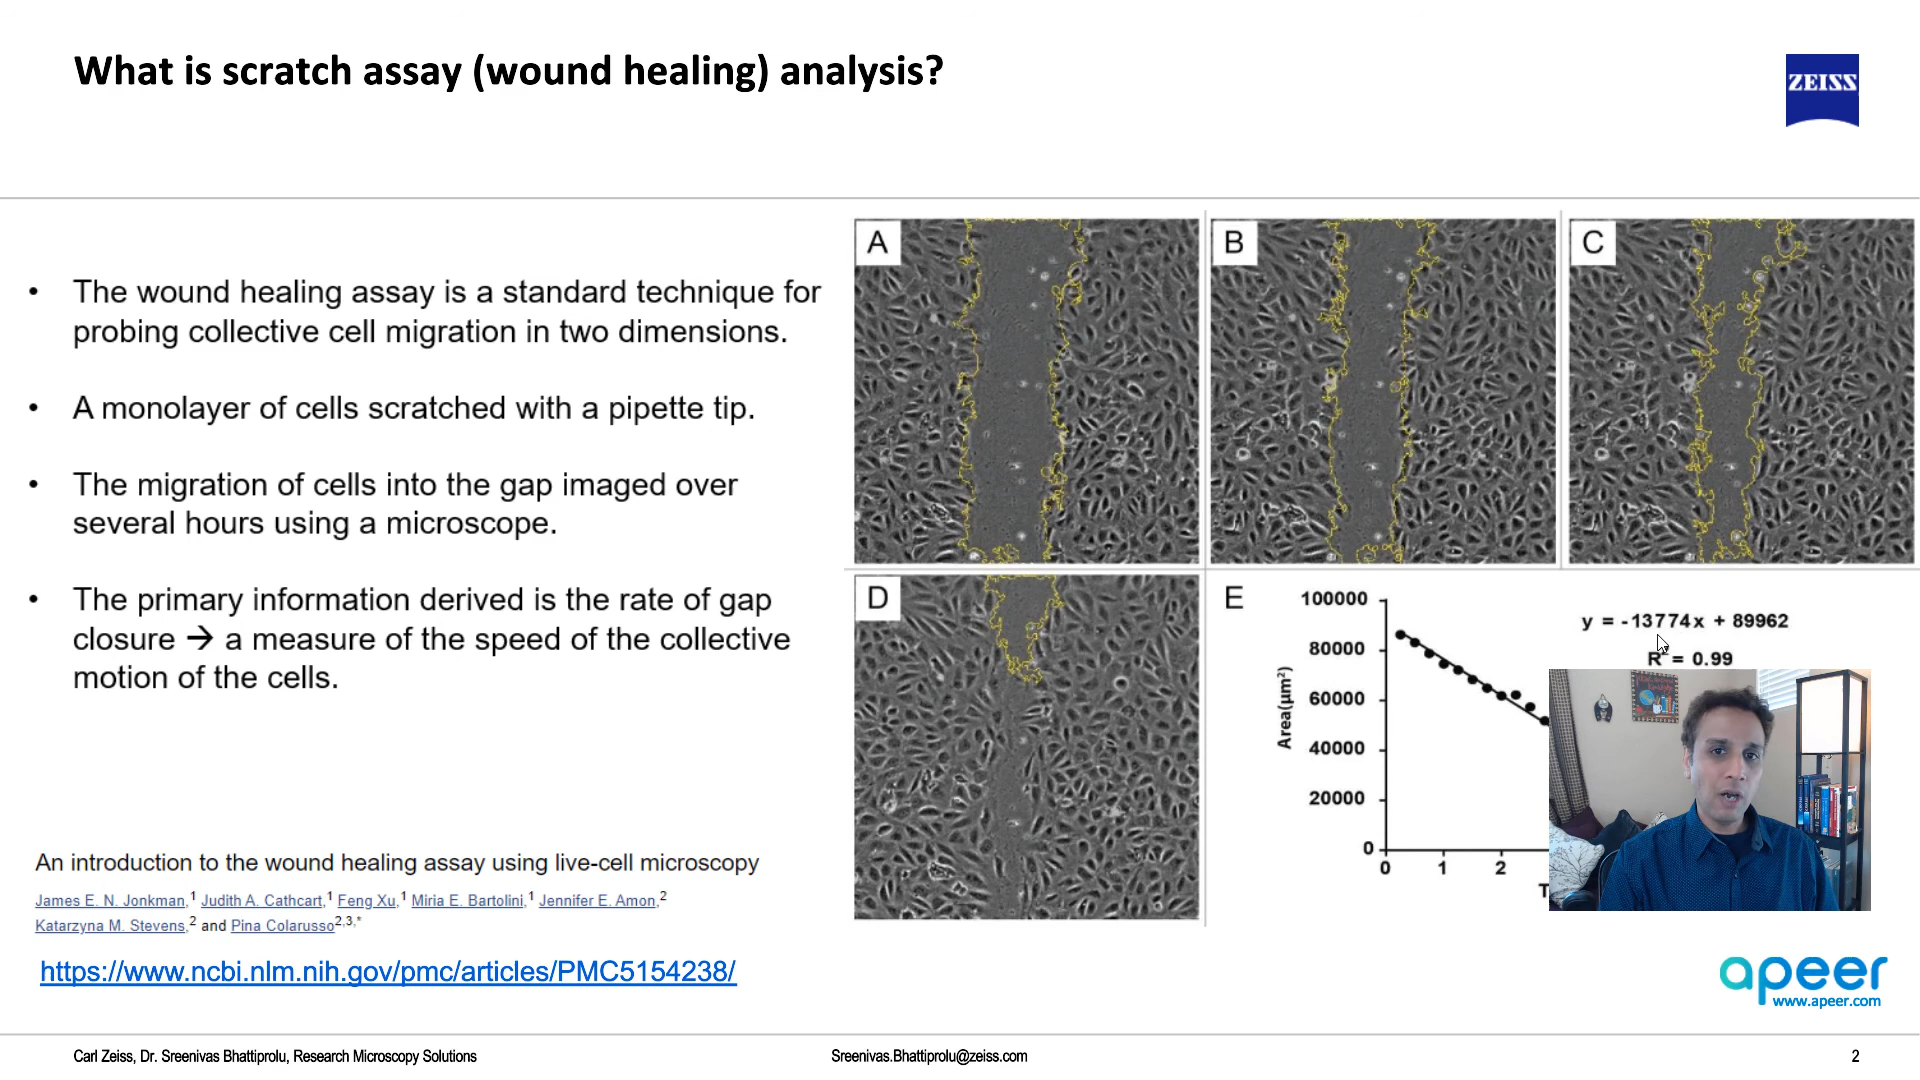 What is scratch assay (wound healing) analysis?
ZEISS
• The wound healing assay is a standard technique for
probing collective cell migration in two dimensions.
• A monolayer of cells scratched with a pipette tip.
• The migration of cells into the gap imaged over
several hours using a microscope.
• The primary information derived is the rate of gap
closure → a measure of the speed of the collective
motion of the cells.
An introduction to the wound healing assay using live-cell microscopy
James E. N. Jonkman,1 Judith A. Cathcart,1 Feng Xu,1 Miria E. Bartolini,1 Jennifer E. Amon,2
Katarzyna M. Stevens,2 and Pina Colarusso2,3,*
https://www.ncbi.nlm.nih.gov/pmc/articles/PMC5154238/
A
B
C
D
E
100000
80000
60000
40000
20000
0
Area(µm²)
0 1 2
T
y = -13774x + 89962
R² = 0.99
apeer
www.apeer.com
Carl Zeiss, Dr. Sreenivas Bhattiprolu, Research Microscopy Solutions
Sreenivas.Bhattiprolu@zeiss.com
2